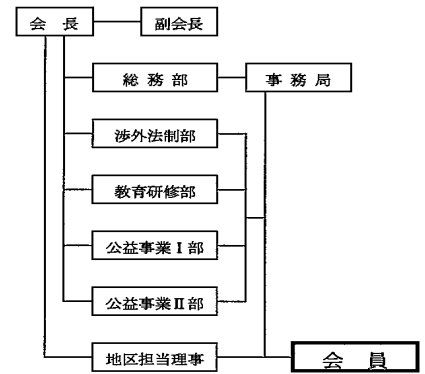 会長
副会長
総務部
事務局
渉外法制部
教育研修部
公益事業Ⅰ部
公益事業Ⅱ部
地区担当理事
会員